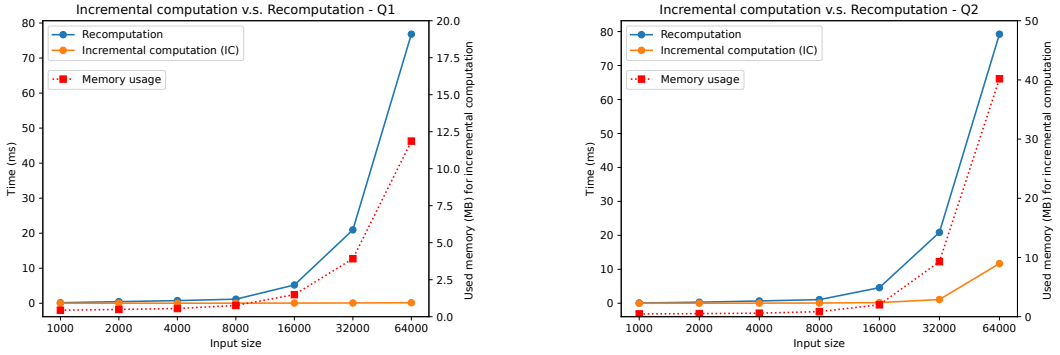 Incremental computation v.s. Recomputation - Q1
Recomputation
Incremental computation (IC)
Memory usage
Time (ms)
80
70
60
50
40
30
20
10
0
20.0
17.5
15.0
12.5
10.0
7.5
5.0
2.5
0.0
Used memory (MB) for incremental computation
1000 2000 4000 8000 16000 32000 64000
Input size
Incremental computation v.s. Recomputation - Q2
Recomputation
Incremental computation (IC)
Memory usage
Time (ms)
80
70
60
50
40
30
20
10
0
50
40
30
20
10
0
Used memory (MB) for incremental computation
1000 2000 4000 8000 16000 32000 64000
Input size